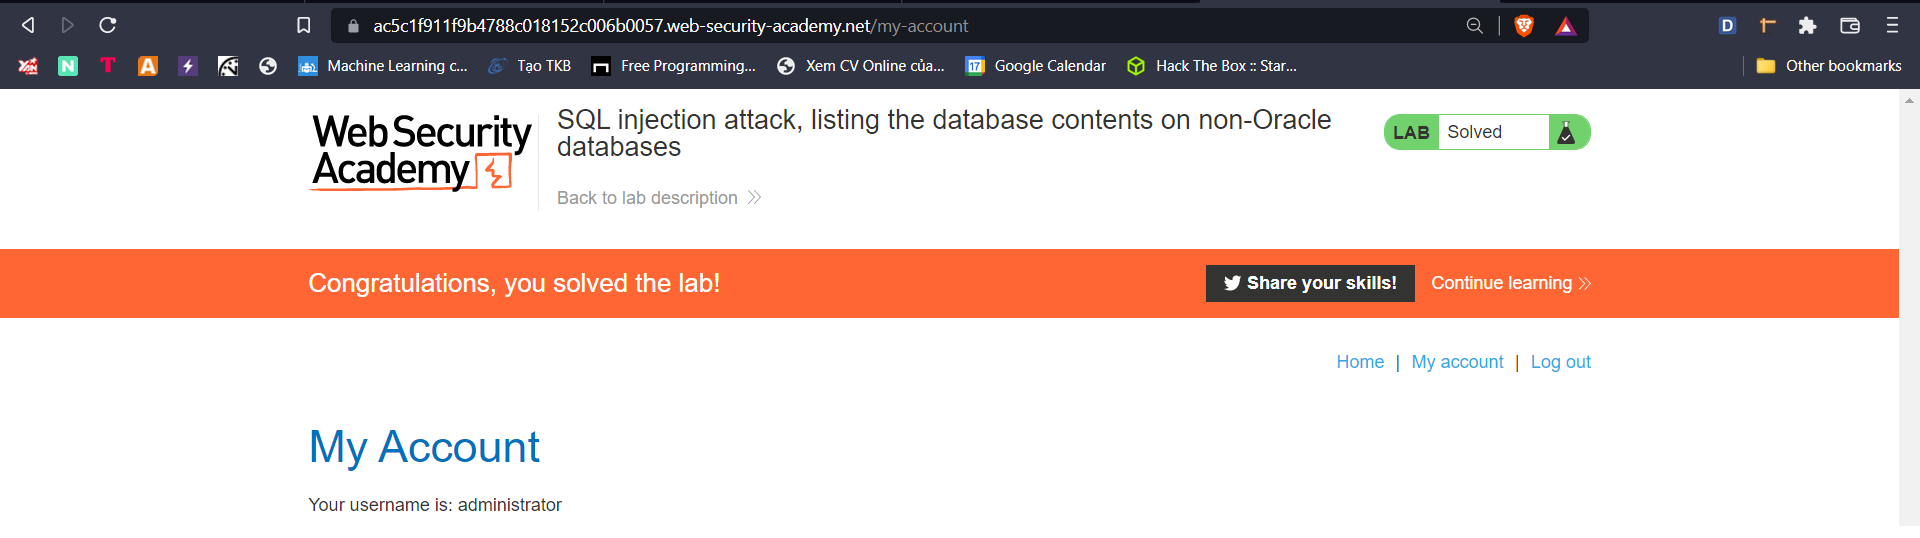 ac5c1f911f9b4788c018152c006b0057.web-security-academy.net/my-account
Machine Learning c... Tạo TKB Free Programming... Xem CV Online của... 17 Google Calendar Hack The Box :: Star... Other bookmarks
Web Security
Academy
SQL injection attack, listing the database contents on non-Oracle
databases
LAB Solved
Back to lab description
Congratulations, you solved the lab!
Share your skills! Continue learning
Home | My account | Log out
My Account
Your username is: administrator